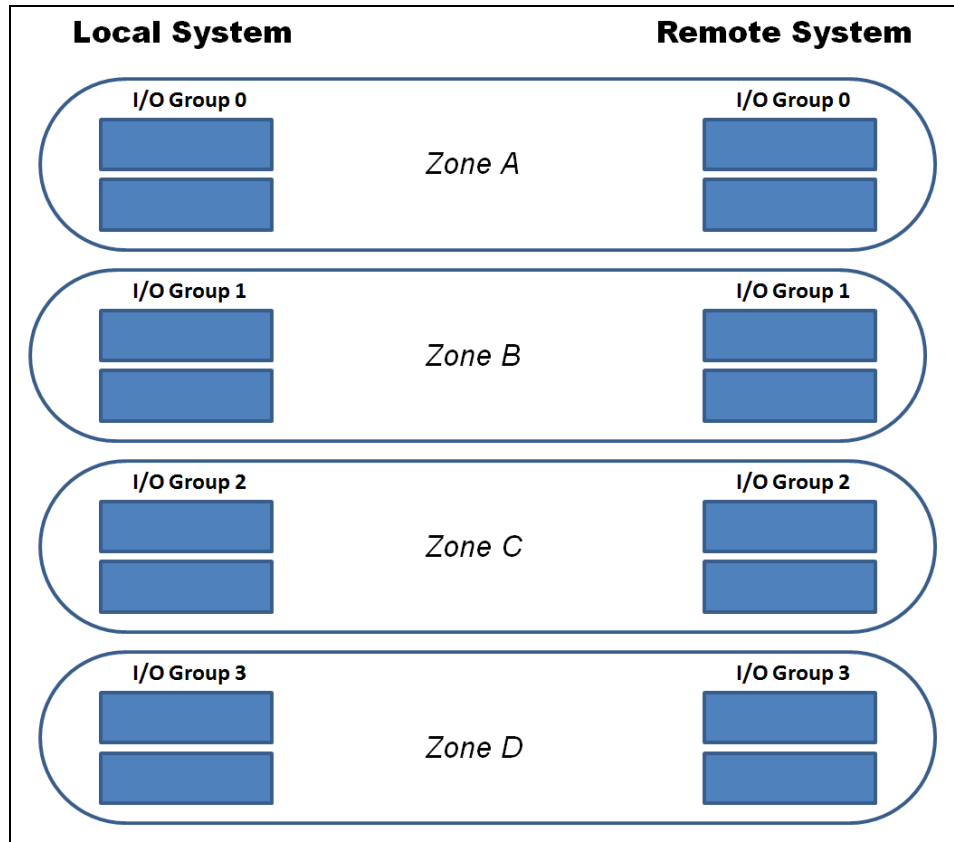 Local System
Remote System
I/O Group 0
I/O Group 0
Zone A
I/O Group 1
I/O Group 1
Zone B
I/O Group 2
I/O Group 2
Zone C
I/O Group 3
I/O Group 3
Zone D